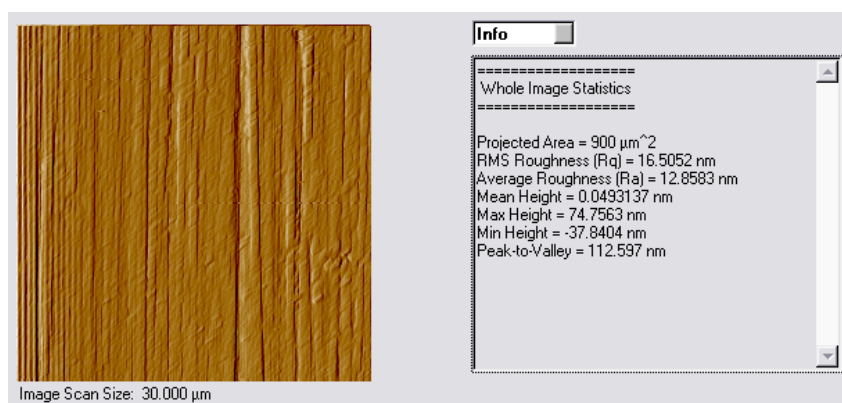 Info
===================
Whole Image Statistics
===================
Projected Area = 900 µm^2
RMS Roughness (Rq) = 16.5052 nm
Average Roughness (Ra) = 12.8583 nm
Mean Height = 0.0493137 nm
Max Height = 74.7563 nm
Min Height = -37.8404 nm
Peak-to-Valley = 112.597 nm
Image Scan Size: 30.000 µm